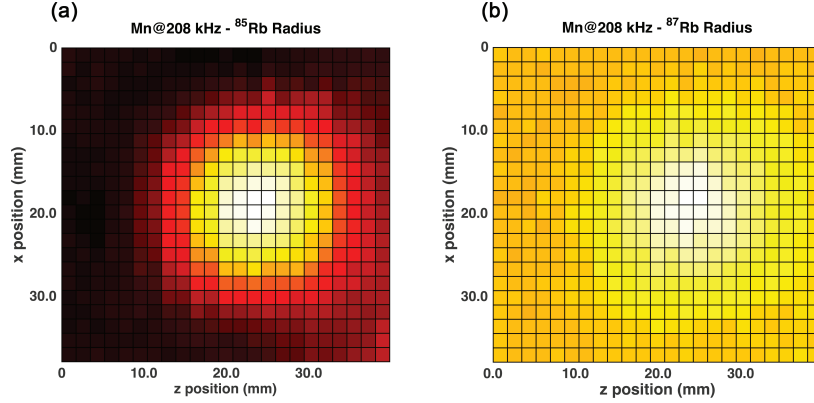 (a)
Mn@208 kHz - ⁸⁵Rb Radius
0
10.0
20.0
30.0
x position (mm)
0
10.0
20.0
30.0
z position (mm)
(b)
Mn@208 kHz - ⁸⁷Rb Radius
0
10.0
20.0
30.0
x position (mm)
0.0
10.0
20.0
30.0
z position (mm)